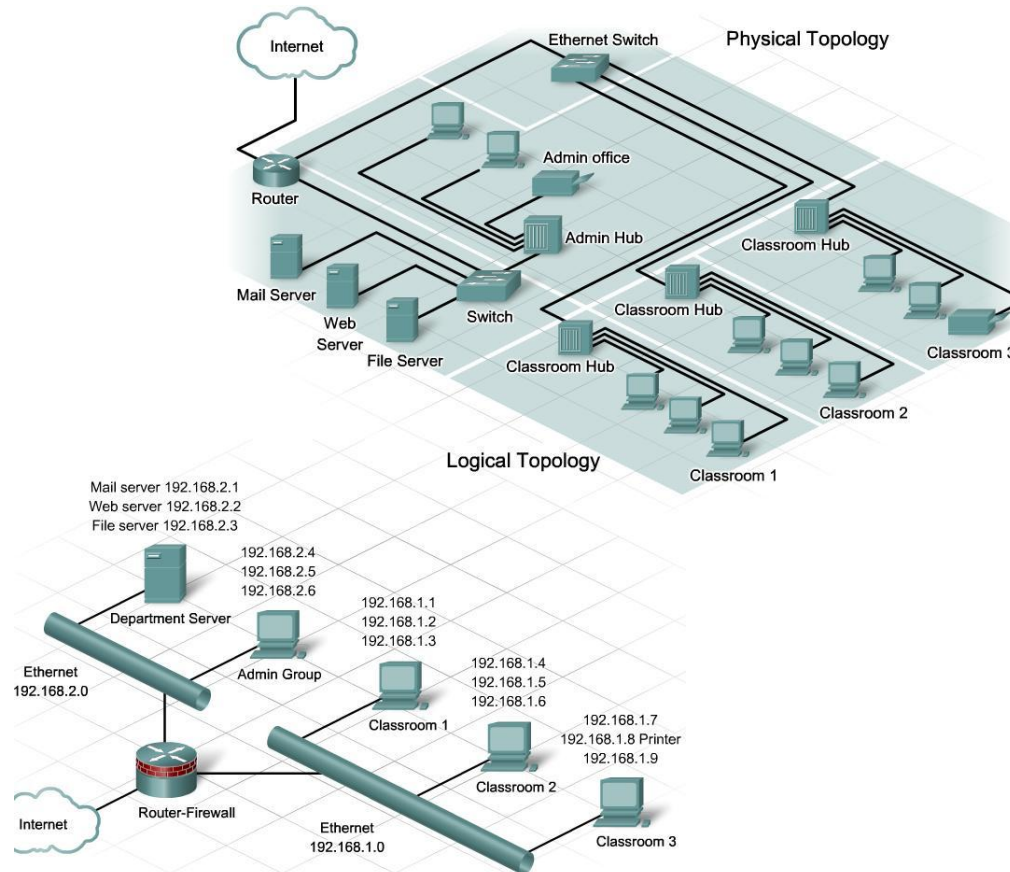 Internet
Ethernet Switch
Physical Topology
Admin office
Router
Admin Hub
Classroom Hub
Mail Server
Web
Server
File Server
Switch
Classroom Hub
Classroom Hub
Classroom 3
Classroom 2
Classroom 1
Logical Topology
Mail server 192.168.2.1
Web server 192.168.2.2
File server 192.168.2.3
192.168.2.4
192.168.2.5
192.168.2.6
Department Server
192.168.1.1
192.168.1.2
192.168.1.3
Admin Group
Ethernet
192.168.2.0
192.168.1.4
192.168.1.5
192.168.1.6
Classroom 1
192.168.1.7
192.168.1.8 Printer
192.168.1.9
Classroom 2
Router-Firewall
Internet
Ethernet
192.168.1.0
Classroom 3